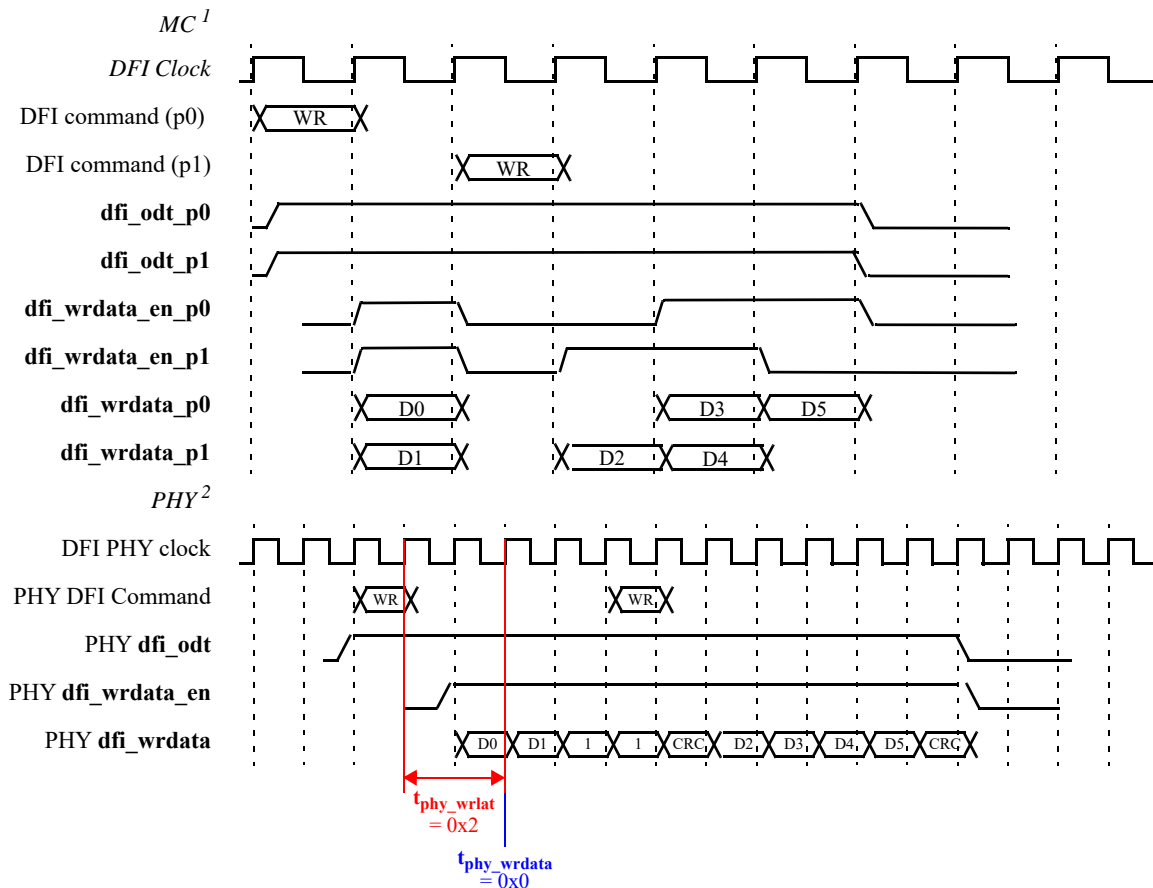 MC 1
DFI Clock
DFI command (p0) WR
DFI command (p1) WR
dfi_odt_p0
dfi_odt_p1
dfi_wrdata_en_p0
dfi_wrdata_en_p1
dfi_wrdata_p0 D0 D3 D5
dfi_wrdata_p1 D1 D2 D4
PHY 2
DFI PHY clock
PHY DFI Command WR WR
PHY dfi_odt
PHY dfi_wrdata_en
PHY dfi_wrdata D0 D1 1 1 CRC D2 D3 D4 D5 CRC
tphy_wrlat
= 0x2
tphy_wrdata
= 0x0